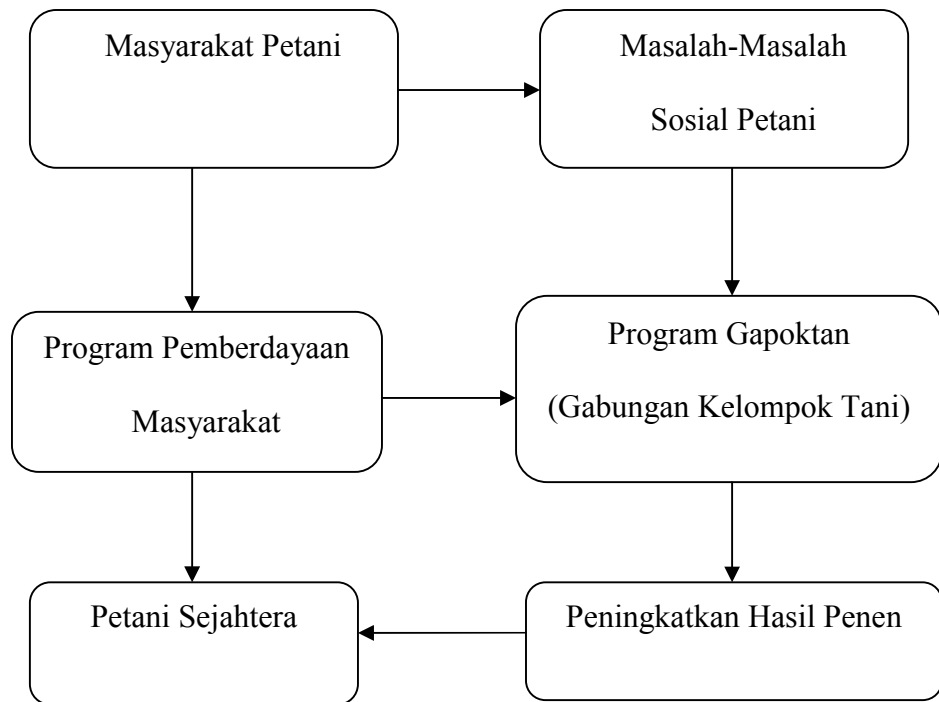 Masyarakat Petani
Masalah-Masalah
Sosial Petani
Program Pemberdayaan
Masyarakat
Program Gapoktan
(Gabungan Kelompok Tani)
Petani Sejahtera
Peningkatkan Hasil Penen